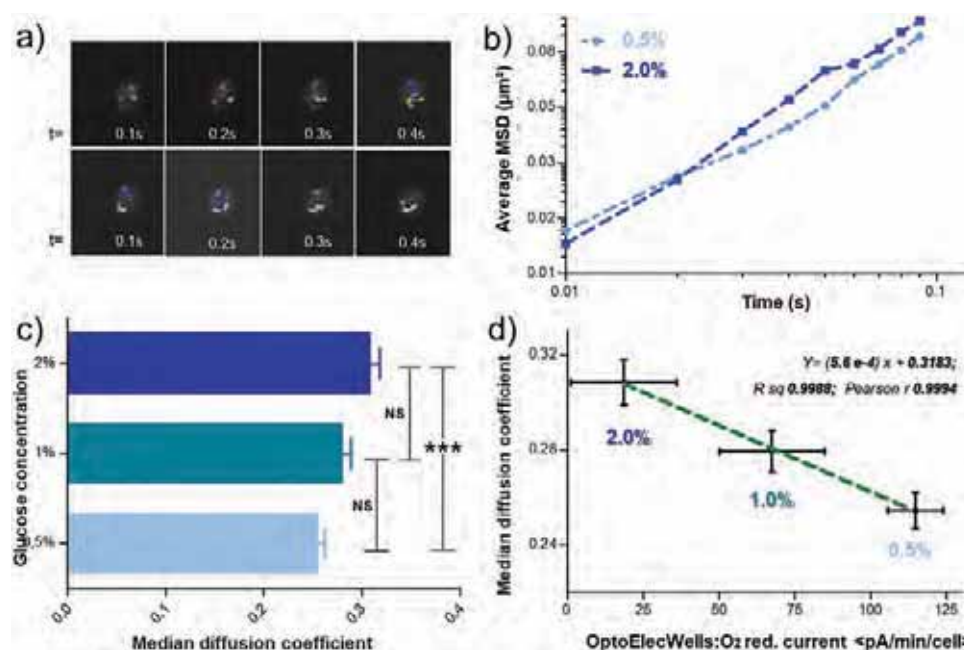 a)
0.1s 0.2s 0.3s 0.4s
t=
0.1s 0.2s 0.3s 0.4s
t=
b)
0.5%
2.0%
Average MSD (µm²)
0.08
0.05
0.03
0.02
0.01
0.01 0.1
Time (s)
c)
Glucose concentration
2%
1%
0,5%
NS
NS
***
0.0 0.1 0.2 0.3 0.4
Median diffusion coefficient
d)
Median diffusion coefficient
0.32
0.28
0.24
Y= (5.6 e-4) x + 0.3183;
R sq 0.9988; Pearson r 0.9994
2.0%
1.0%
0.5%
0 25 50 75 100 125
OptoElecWells:O₂ red. current <pA/min/cell>